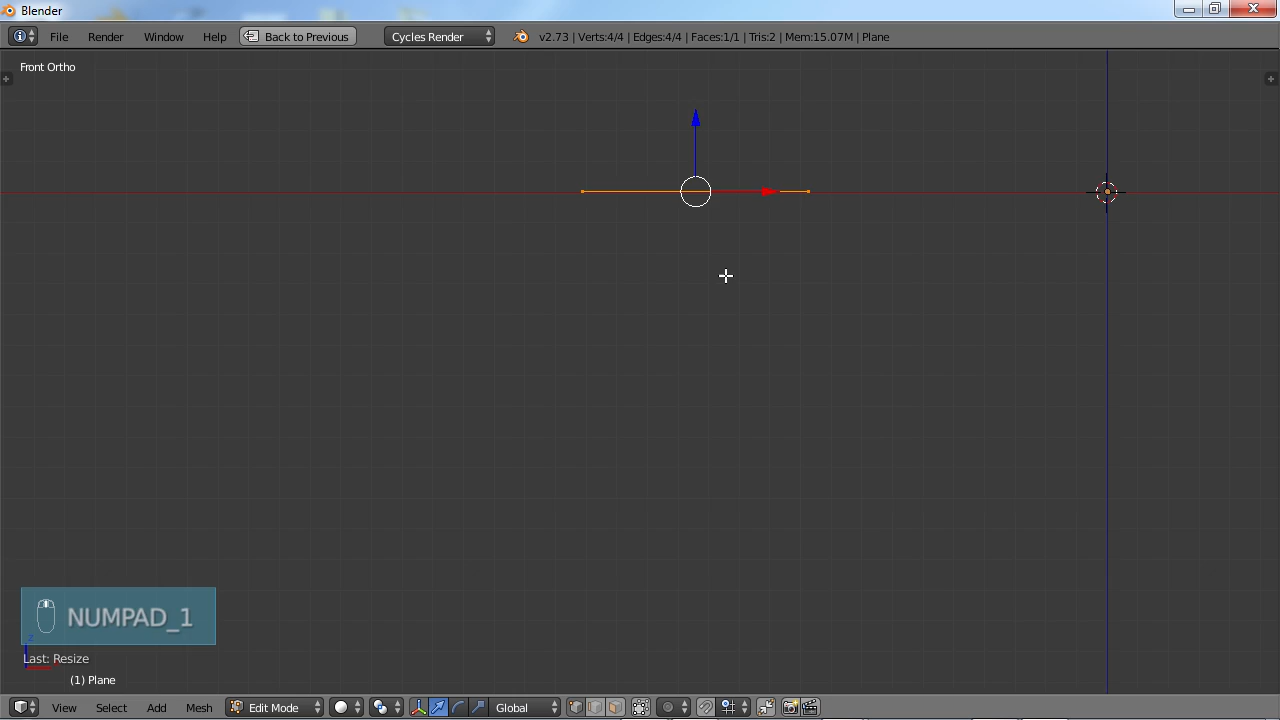 Blender
File Render Window Help Back to Previous Cycles Render v2.73 | Verts:4/4 | Edges:4/4 | Faces:1/1 | Tris:2 | Mem:15.07M | Plane
Front Ortho
NUMPAD_1
z
Last: Resize
(1) Plane
View Select Add Mesh Edit Mode Global